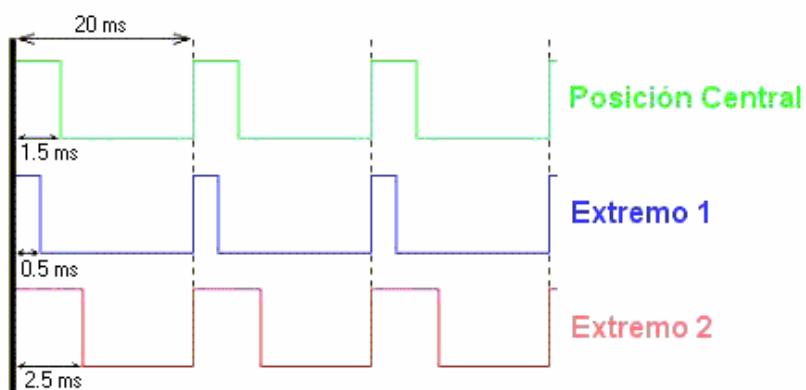 20 ms
Posición Central
1.5 ms
Extremo 1
0.5 ms
Extremo 2
2.5 ms